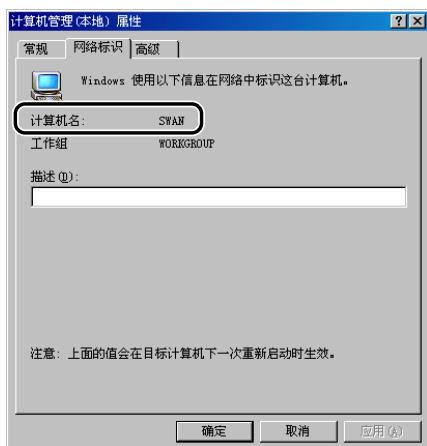 计算机管理(本地) 属性
常规 网络标识 高级
Windows 使用以下信息在网络中标识这台计算机。
计算机名: SWAN
工作组 WORKGROUP
描述(D):
注意: 上面的值会在目标计算机下一次重新启动时生效。
确定 取消 应用(A)